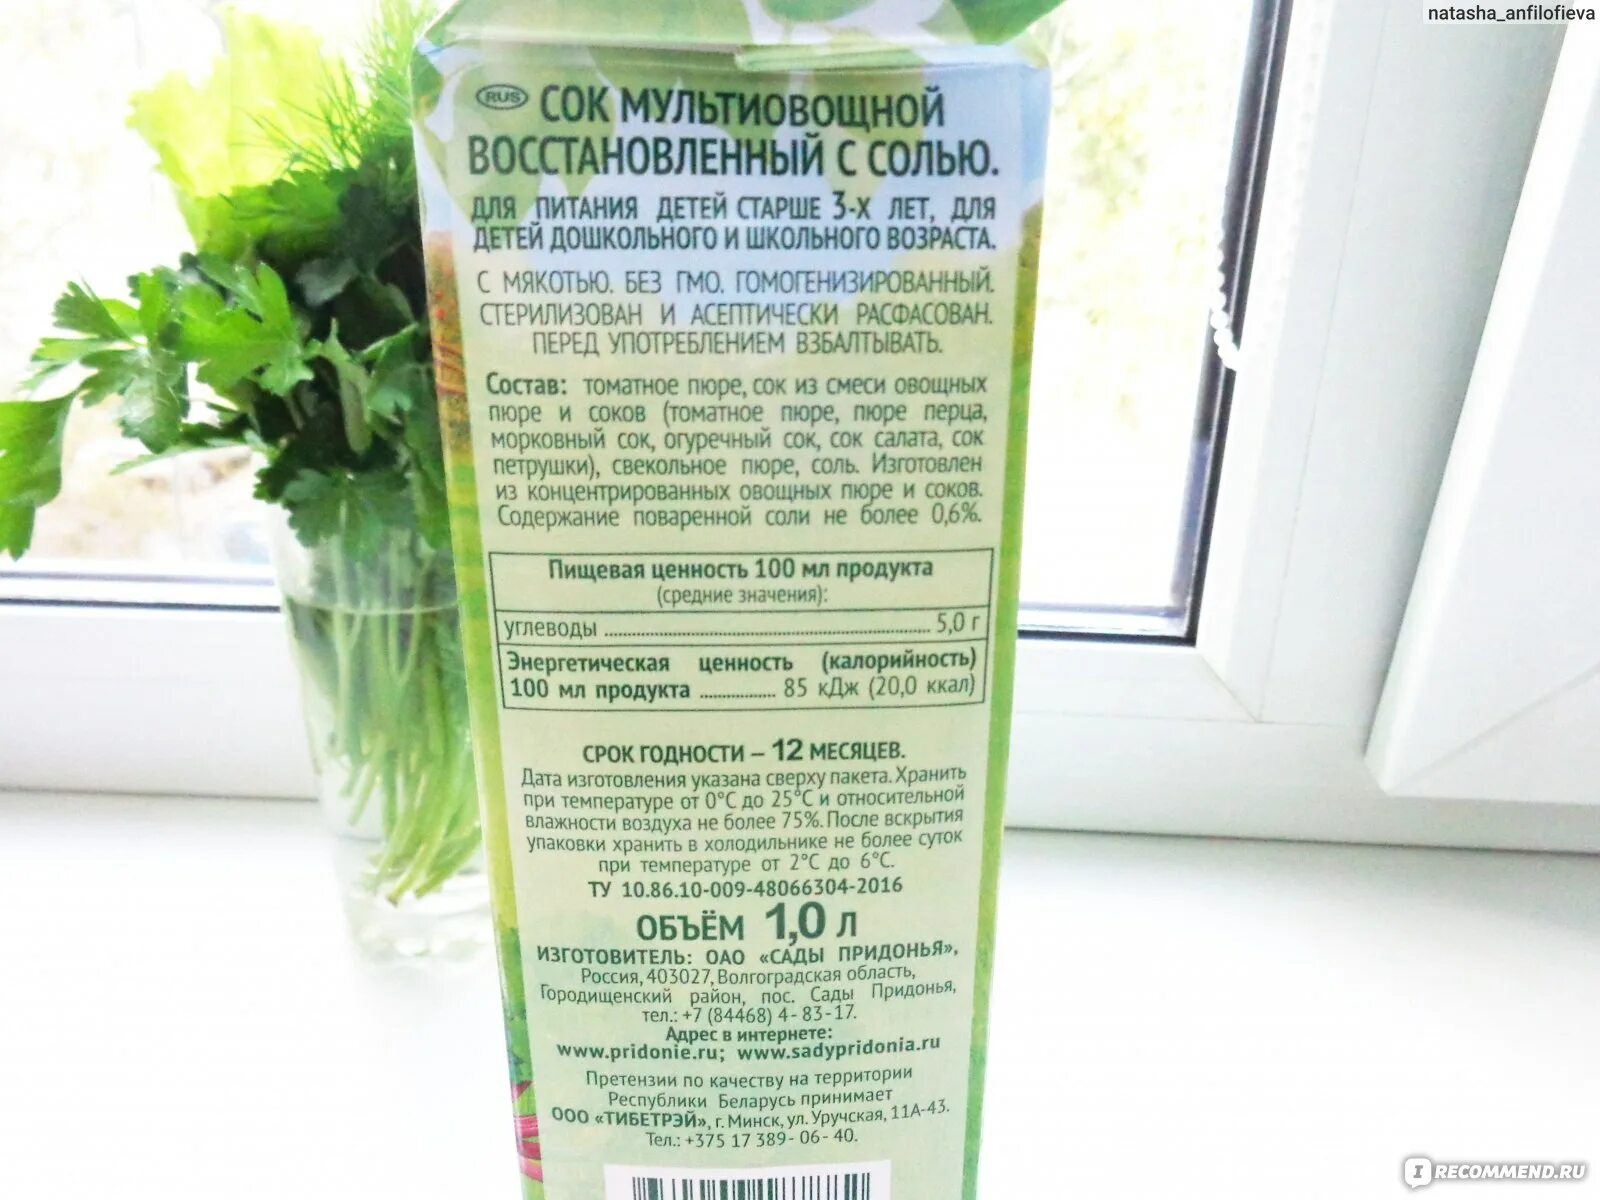 natasha_anfilofieva
RUS СОК МУЛЬТИОВОЩНОЙ
ВОССТАНОВЛЕННЫЙ С СОЛЬЮ.
ДЛЯ ПИТАНИЯ ДЕТЕЙ СТАРШЕ 3-Х ЛЕТ, ДЛЯ
ДЕТЕЙ ДОШКОЛЬНОГО И ШКОЛЬНОГО ВОЗРАСТА.
С МЯКОТЬЮ. БЕЗ ГМО. ГОМОГЕНИЗИРОВАННЫЙ.
СТЕРИЛИЗОВАН И АСЕПТИЧЕСКИ РАСФАСОВАН.
ПЕРЕД УПОТРЕБЛЕНИЕМ ВЗБАЛТЫВАТЬ.
Состав: томатное пюре, сок из смеси овощных
пюре и соков (томатное пюре, пюре перца,
морковный сок, огуречный сок, сок салата, сок
петрушки), свекольное пюре, соль. Изготовлен
из концентрированных овощных пюре и соков.
Содержание поваренной соли не более 0,6%.
Пищевая ценность 100 мл продукта
(средние значения):
углеводы ........................ 5,0 г
Энергетическая ценность (калорийность)
100 мл продукта ................ 85 кДж (20,0 ккал)
СРОК ГОДНОСТИ – 12 МЕСЯЦЕВ.
Дата изготовления указана сверху пакета. Хранить
при температуре от 0°С до 25°С и относительной
влажности воздуха не более 75%. После вскрытия
упаковки хранить в холодильнике не более суток
при температуре от 2°С до 6°С.
ТУ 10.86.10-009-48066304-2016
ОБЪЁМ 1,0 Л
ИЗГОТОВИТЕЛЬ: ОАО «САДЫ ПРИДОНЬЯ»,
Россия, 403027, Волгоградская область,
Городищенский район, пос. Сады Придонья,
тел.: +7 (84468) 4-83-17.
Адрес в интернете:
www.pridonie.ru; www.sadypridonia.ru
Претензии по качеству на территории
Республики Беларусь принимает
ООО «ТИБЕТРЭЙ», г. Минск, ул. Уручская, 11А-43.
Тел.: +375 17 389-06-40.
IRECOMMEND.RU